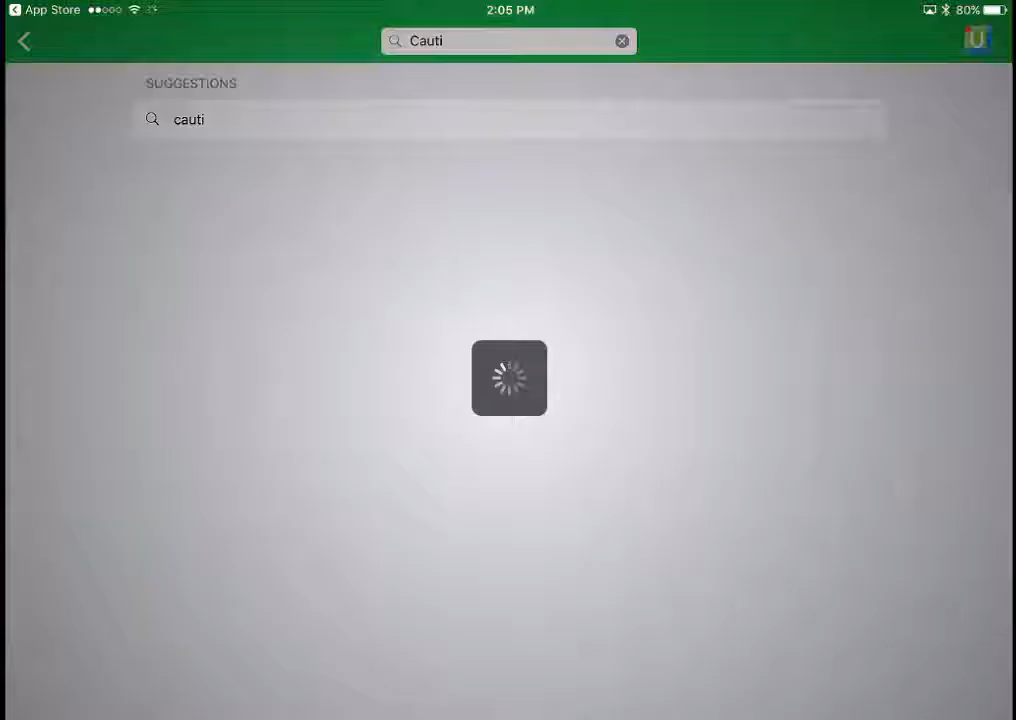 App Store 2:05 PM 80%
Cauti
U
SUGGESTIONS
cauti